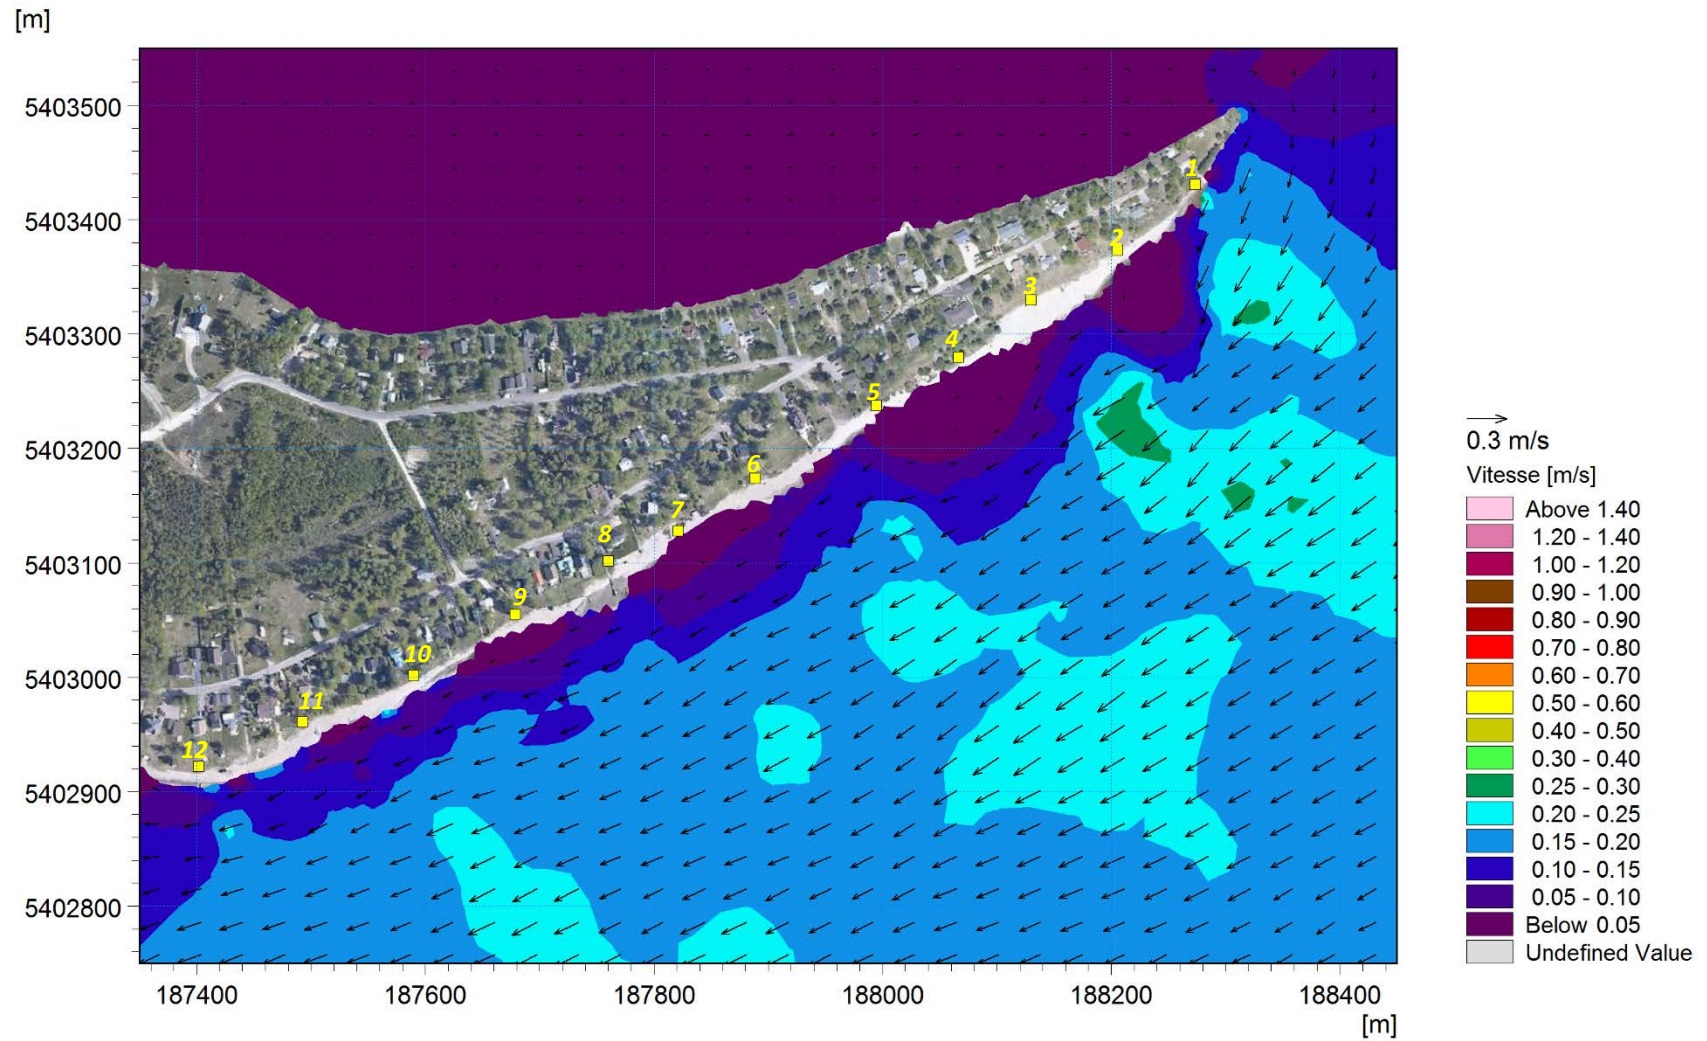 [m]
5403500
5403400
5403300
5403200
5403100
5403000
5402900
5402800
187400
187600
187800
188000
188200
188400
[m]
1
2
3
4
5
6
7
8
9
10
11
12
0.3 m/s
Vitesse [m/s]
Above 1.40
1.20 - 1.40
1.00 - 1.20
0.90 - 1.00
0.80 - 0.90
0.70 - 0.80
0.60 - 0.70
0.50 - 0.60
0.40 - 0.50
0.30 - 0.40
0.25 - 0.30
0.20 - 0.25
0.15 - 0.20
0.10 - 0.15
0.05 - 0.10
Below 0.05
Undefined Value